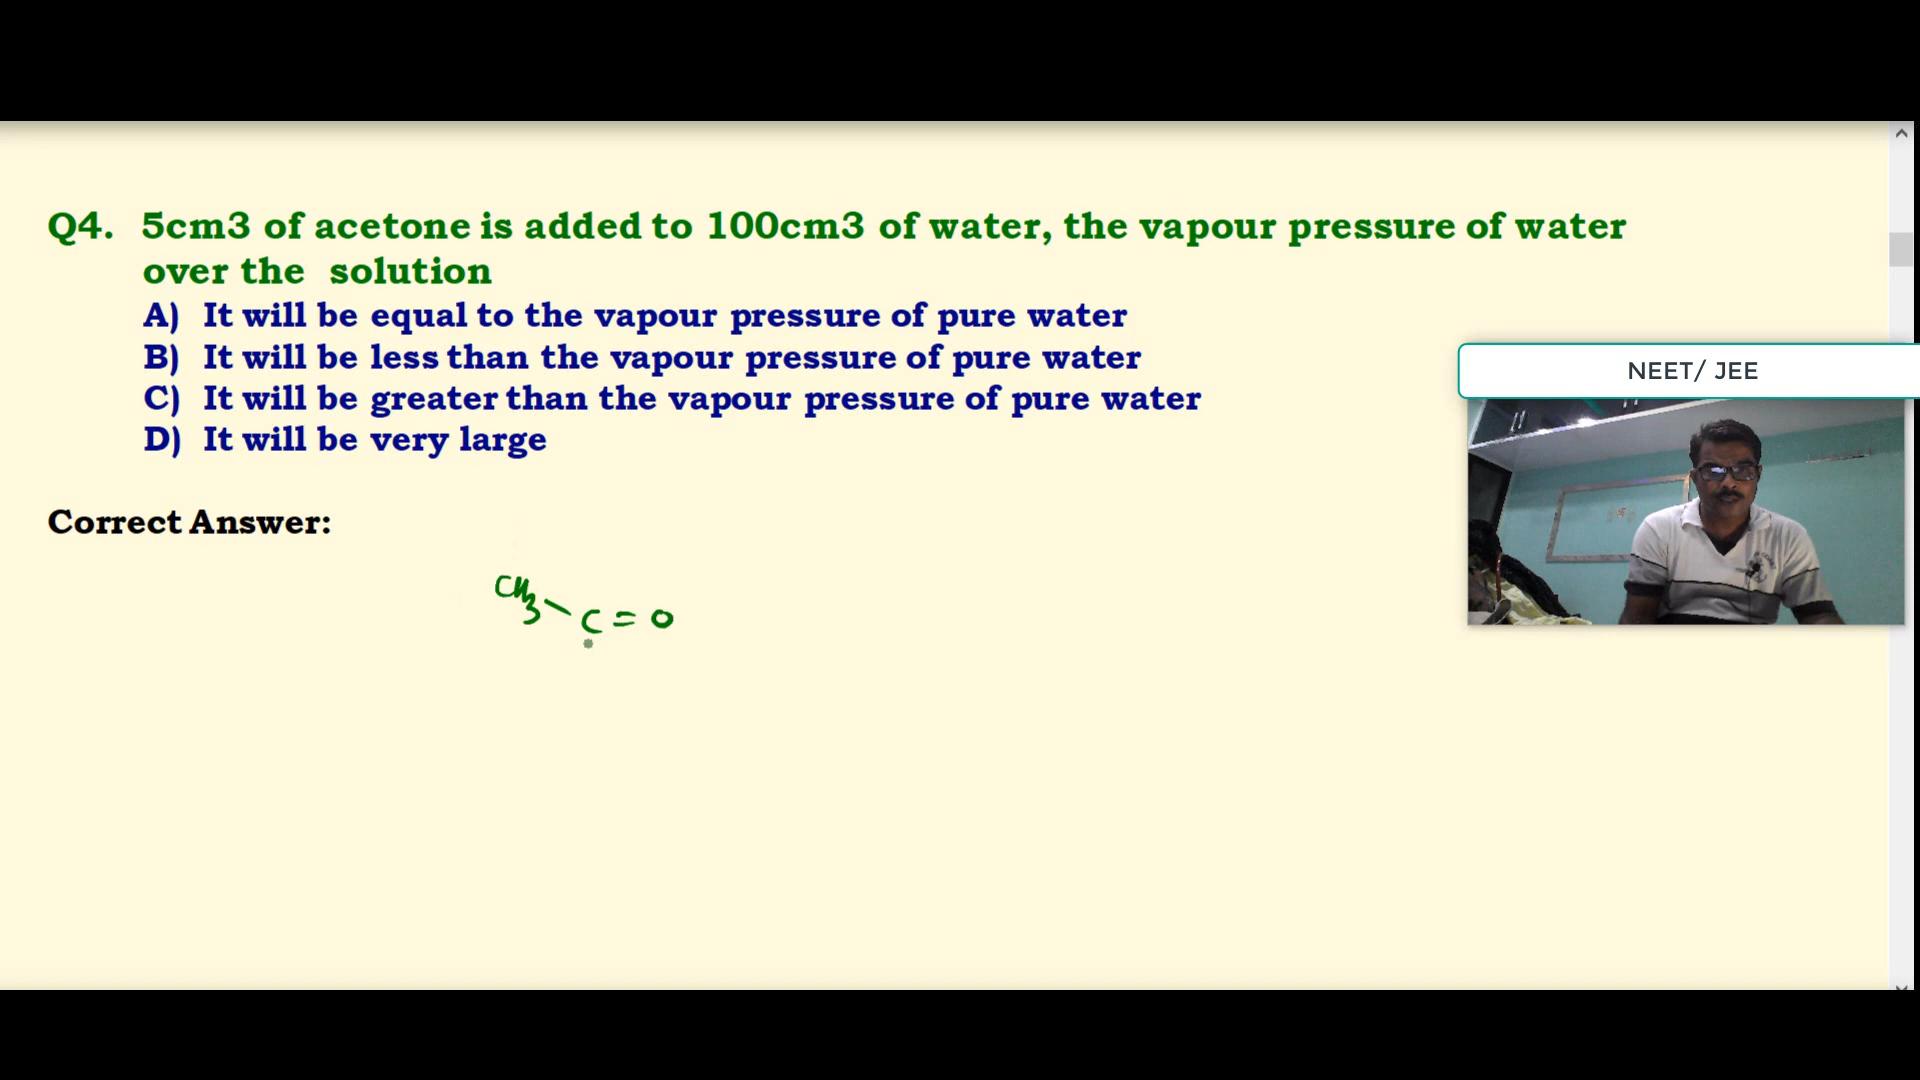 Q4. 5cm3 of acetone is added to 100cm3 of water, the vapour pressure of water
over the solution
A) It will be equal to the vapour pressure of pure water
B) It will be less than the vapour pressure of pure water
C) It will be greater than the vapour pressure of pure water
D) It will be very large
NEET/ JEE
Correct Answer:
CH3 - C = O